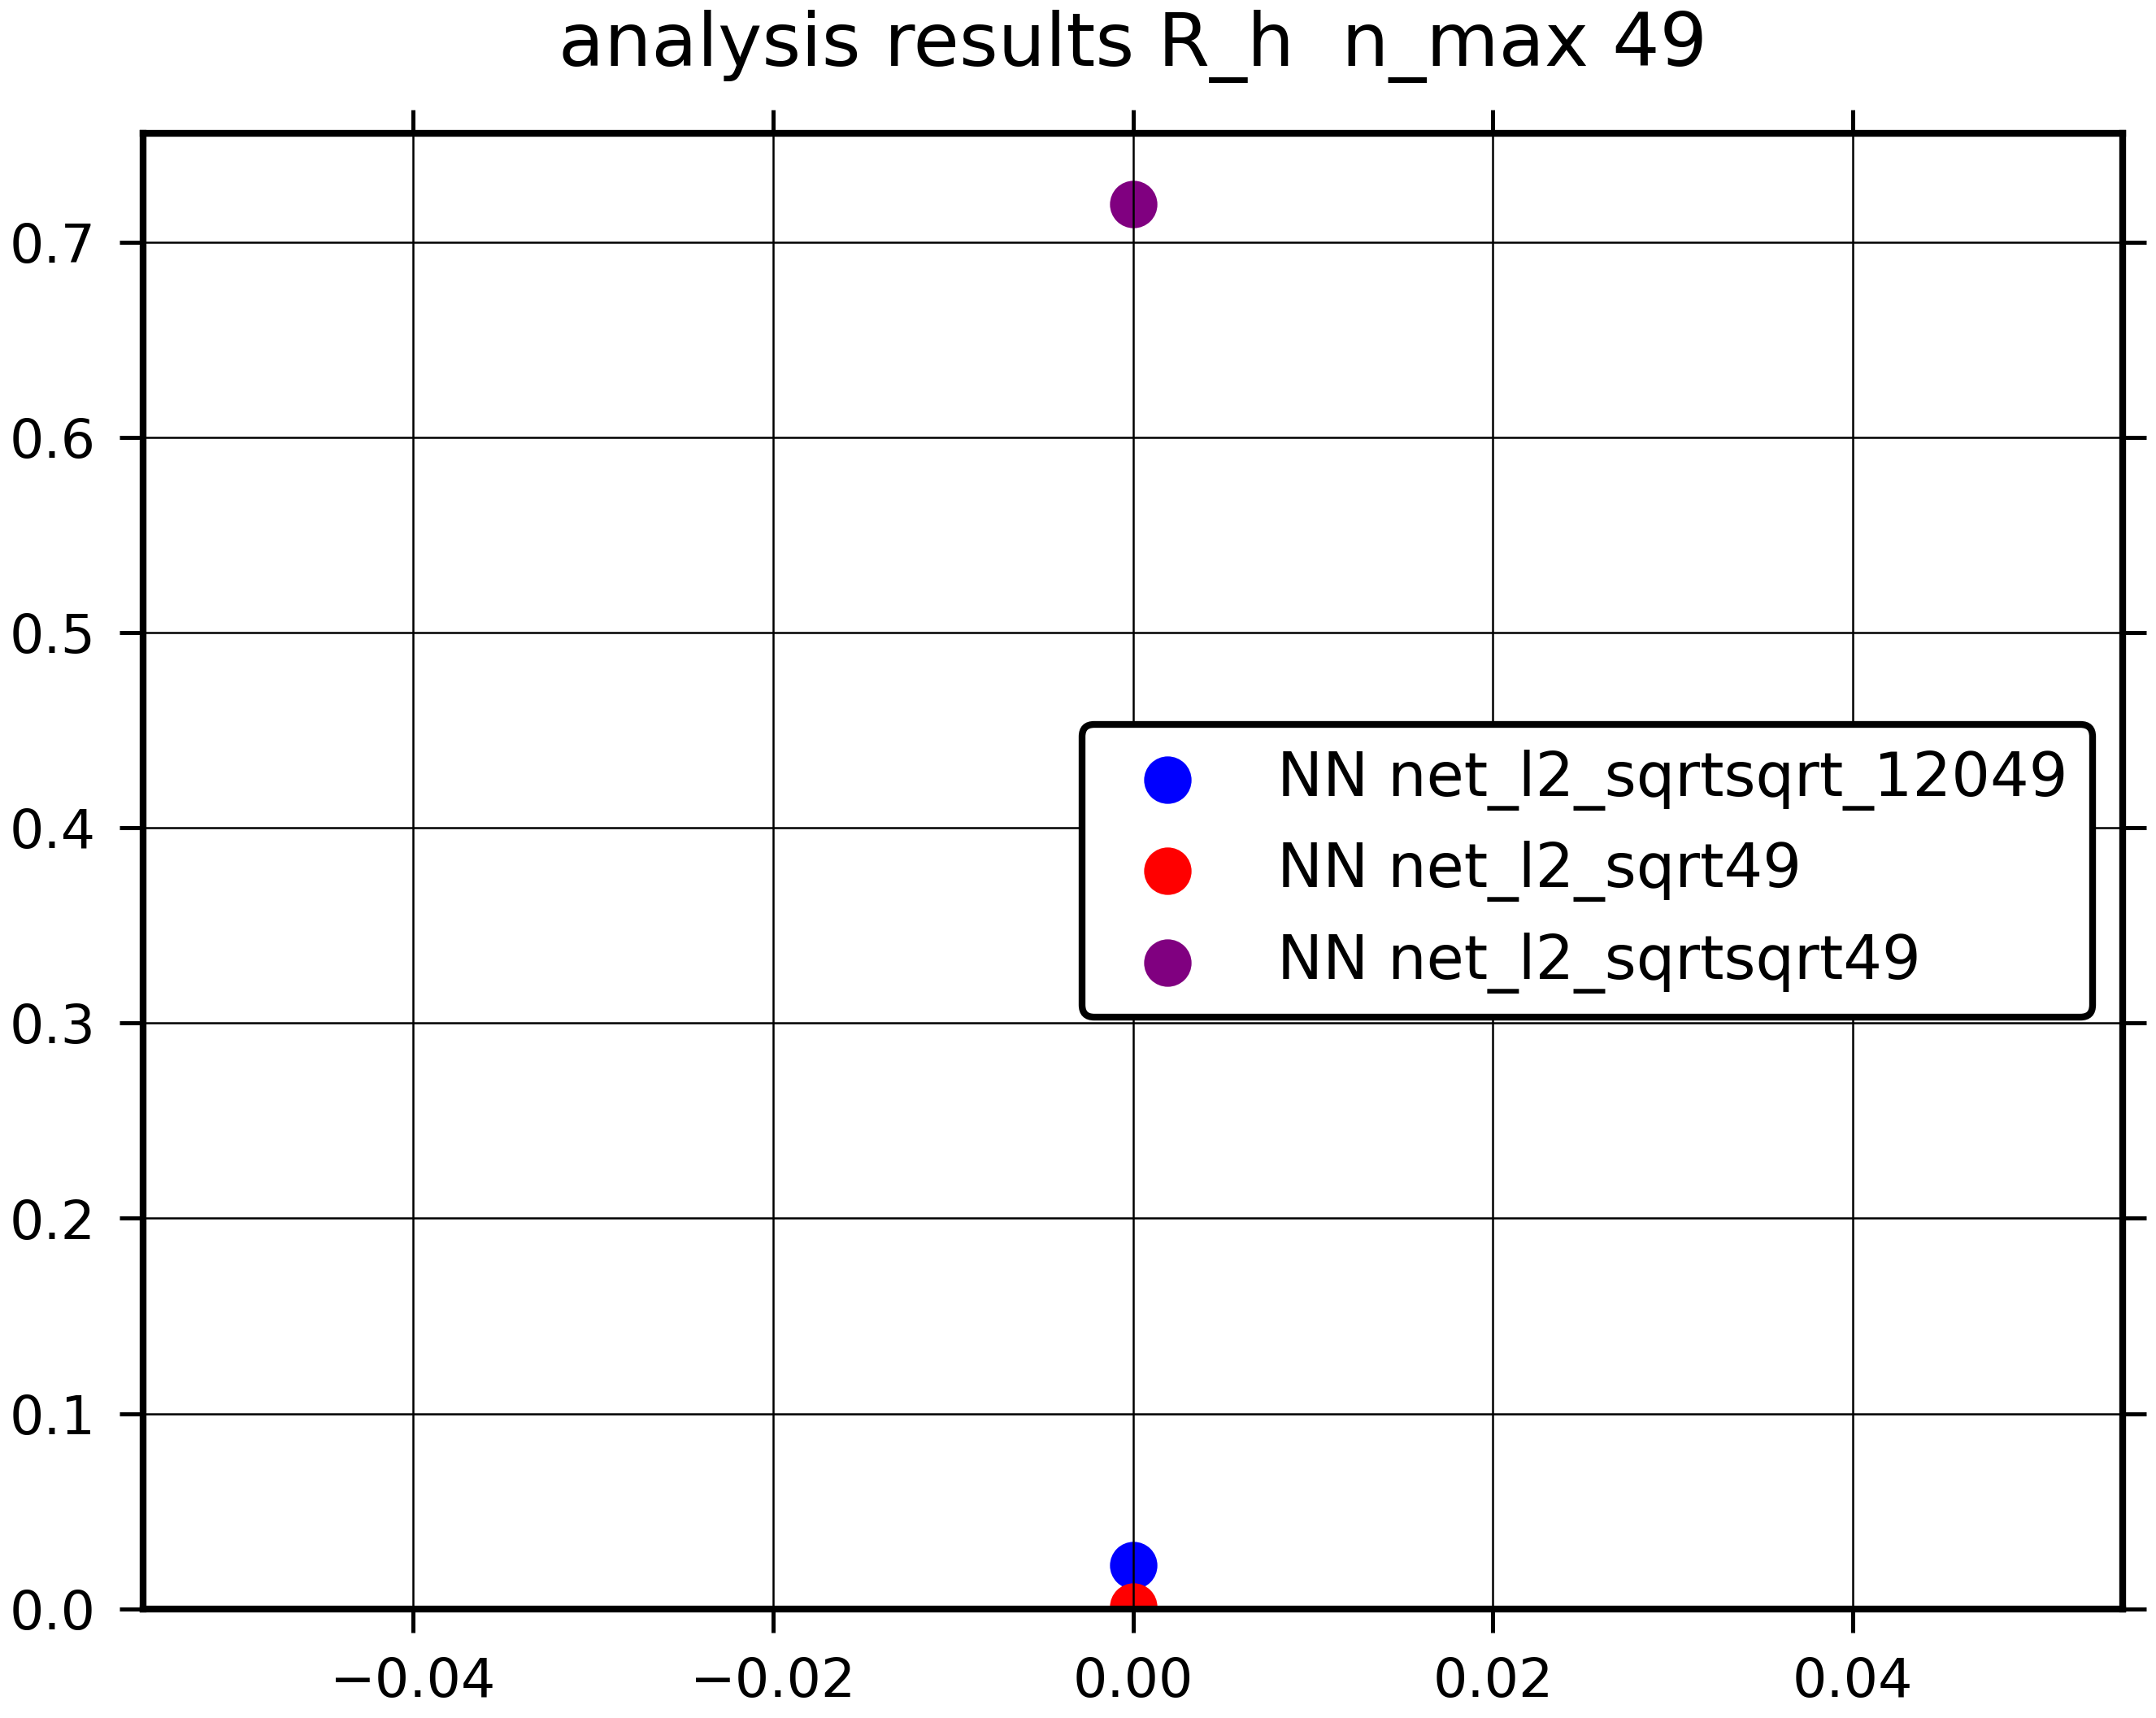 analysis results R_h  n_max 49
0.7
0.6
0.5
0.4
0.3
0.2
0.1
0.0
NN net_l2_sqrtsqrt_12049
NN net_l2_sqrt49
NN net_l2_sqrtsqrt49
−0.04 −0.02 0.00 0.02 0.04